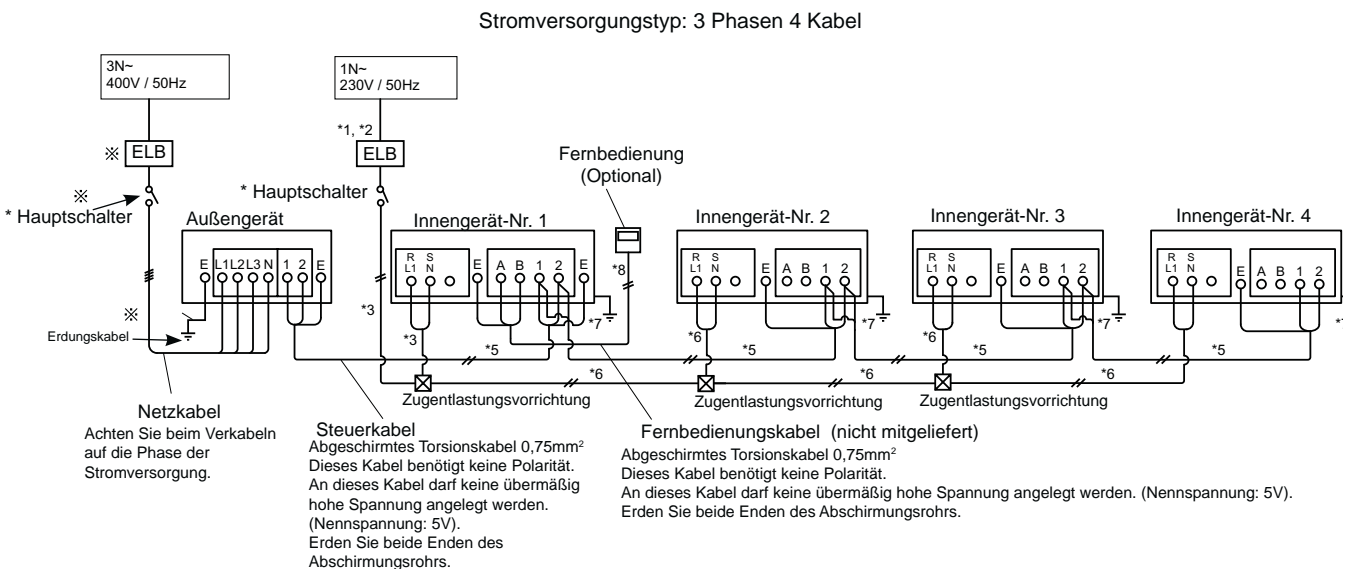 Stromversorgungstyp: 3 Phasen 4 Kabel
3N~
400V / 50Hz
1N~
230V / 50Hz
*1, *2
※ ELB
ELB
Fernbedienung
(Optional)
※
* Hauptschalter
* Hauptschalter
Außengerät
Innengerät-Nr. 1
Innengerät-Nr. 2
Innengerät-Nr. 3
Innengerät-Nr. 4
E L1 L2 L3 N 1 2 E
R S
L1 N
E A B 1 2 E
*8
R S
L1 N
E A B 1 2
R S
L1 N
E A B 1 2
R S
L1 N
E A B 1 2
※
Erdungskabel
*3
*3
*7
*6
*7
*6
*7
*6
*5
*5
*5
*5
*6
*6
*6
Zugentlastungsvorrichtung
Zugentlastungsvorrichtung
Zugentlastungsvorrichtung
Netzkabel
Achten Sie beim Verkabeln
auf die Phase der
Stromversorgung.
Steuerkabel
Abgeschirmtes Torsionskabel 0,75mm²
Dieses Kabel benötigt keine Polarität.
An dieses Kabel darf keine übermäßig
hohe Spannung angelegt werden.
(Nennspannung: 5V).
Erden Sie beide Enden des
Abschirmungsrohrs.
Fernbedienungskabel (nicht mitgeliefert)
Abgeschirmtes Torsionskabel 0,75mm²
Dieses Kabel benötigt keine Polarität.
An dieses Kabel darf keine übermäßig hohe Spannung angelegt werden. (Nennspannung: 5V).
Erden Sie beide Enden des Abschirmungsrohrs.